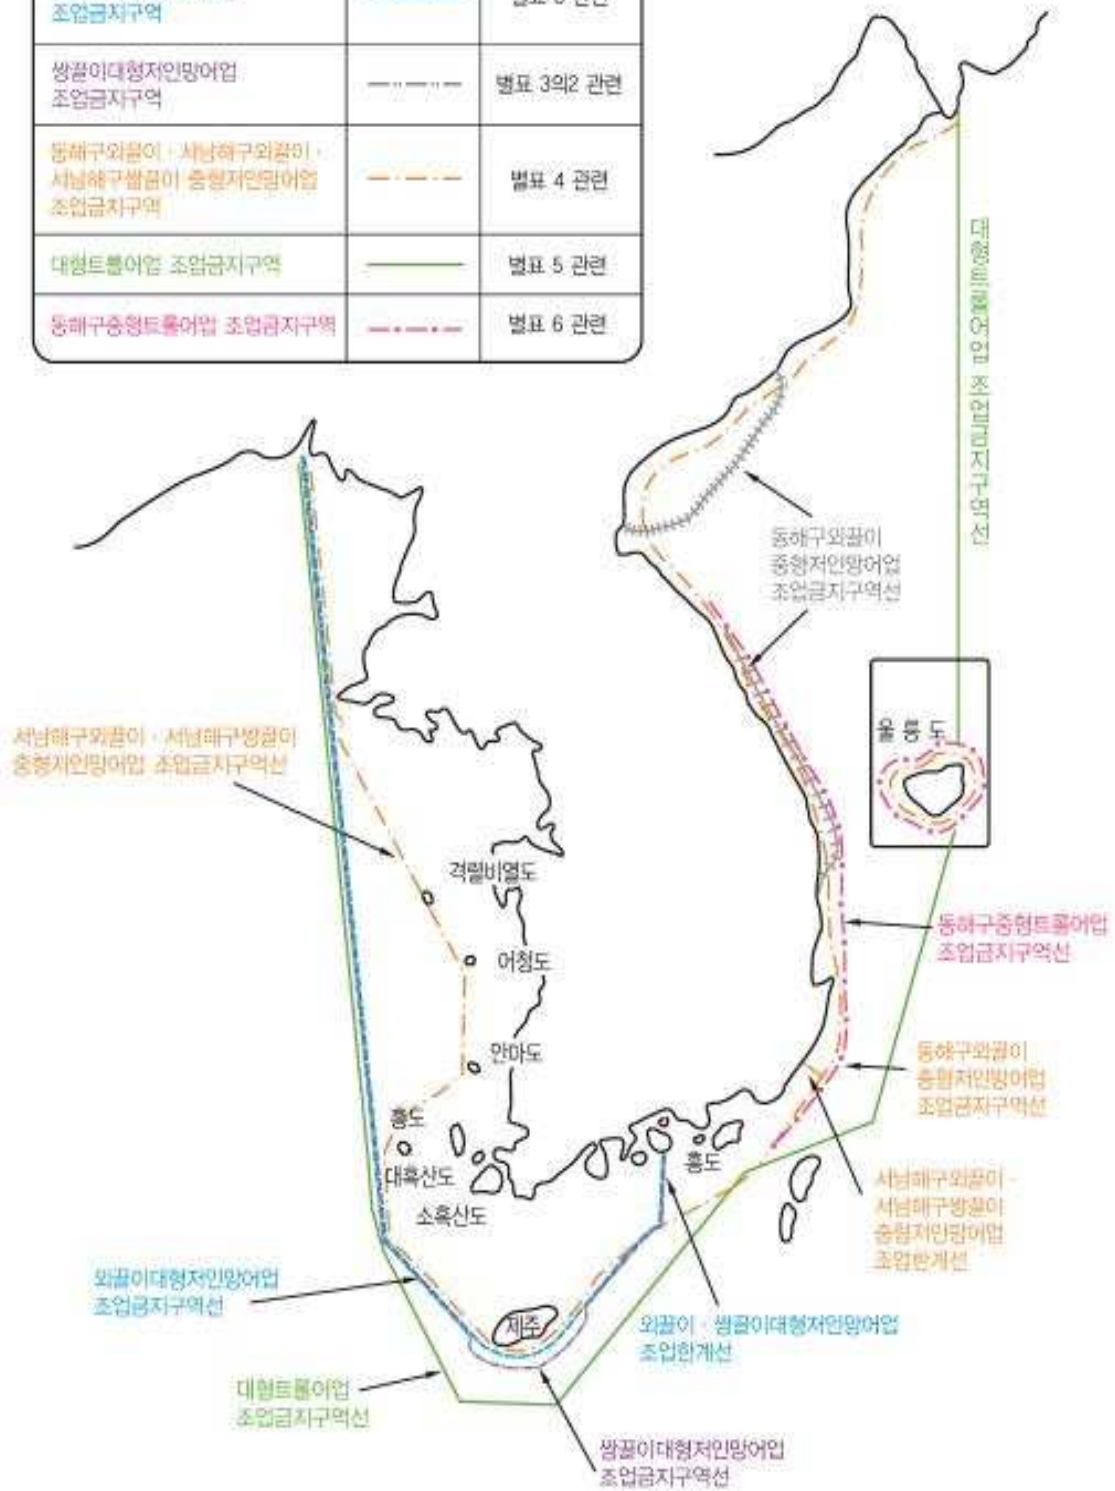 조업금지구역
쌍끌이대형저인망어업
조업금지구역
별표 3의2 관련
동해구외끌이 · 서남해구외끌이 ·
서남해구쌍끌이 중형저인망어업
조업금지구역
별표 4 관련
대형트롤어업 조업금지구역
별표 5 관련
동해구중형트롤어업 조업금지구역
별표 6 관련
대형트롤어업 조업금지구역선
동해구외끌이
중형저인망어업
조업금지구역선
울릉도
서남해구외끌이 · 서남해구쌍끌이
중형저인망어업 조업금지구역선
격렬비열도
어청도
안마도
홍도
대흑산도
소흑산도
홍도
제주
동해구중형트롤어업
조업금지구역선
동해구외끌이
중형저인망어업
조업금지구역선
서남해구외끌이 ·
서남해구쌍끌이
중형저인망어업
조업한계선
외끌이대형저인망어업
조업금지구역선
외끌이 · 쌍끌이대형저인망어업
조업한계선
대형트롤어업
조업금지구역선
쌍끌이대형저인망어업
조업금지구역선